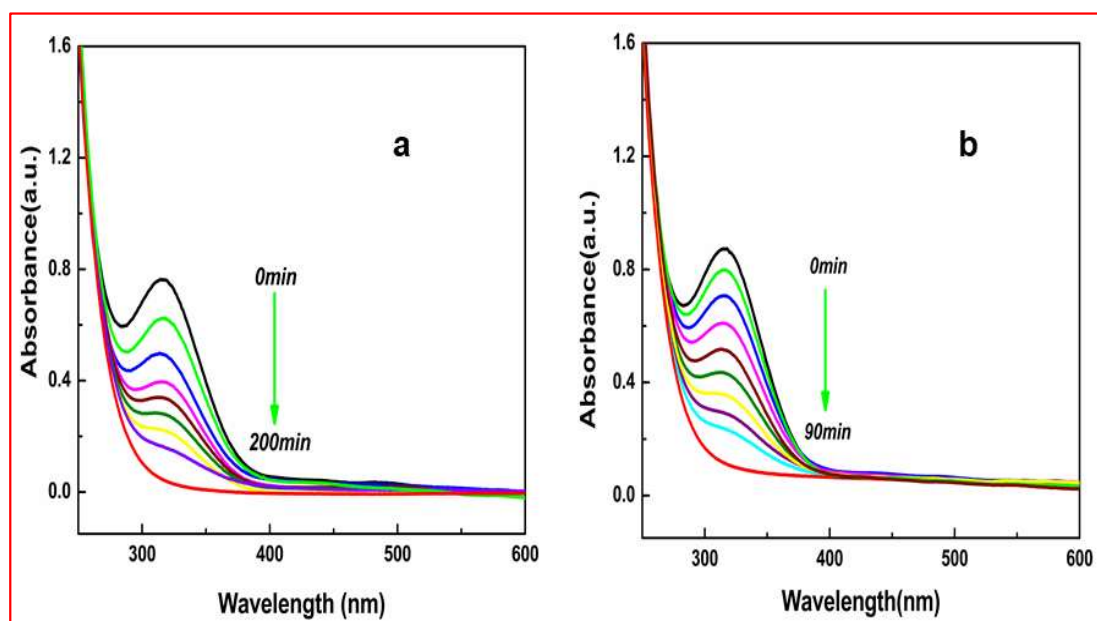 1.6
1.2
0.8
0.4
0.0
Absorbance(a.u.)
a
0min
200min
300
400
500
600
Wavelength (nm)
1.6
1.2
0.8
0.4
0.0
Absorbance(a.u.)
b
0min
90min
300
400
500
600
Wavelength(nm)